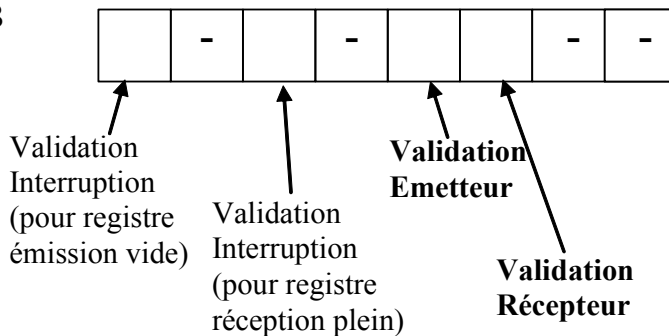 - - - -
Validation
Interruption
(pour registre
émission vide)
Validation
Interruption
(pour registre
réception plein)
Validation
Emetteur
Validation
Récepteur